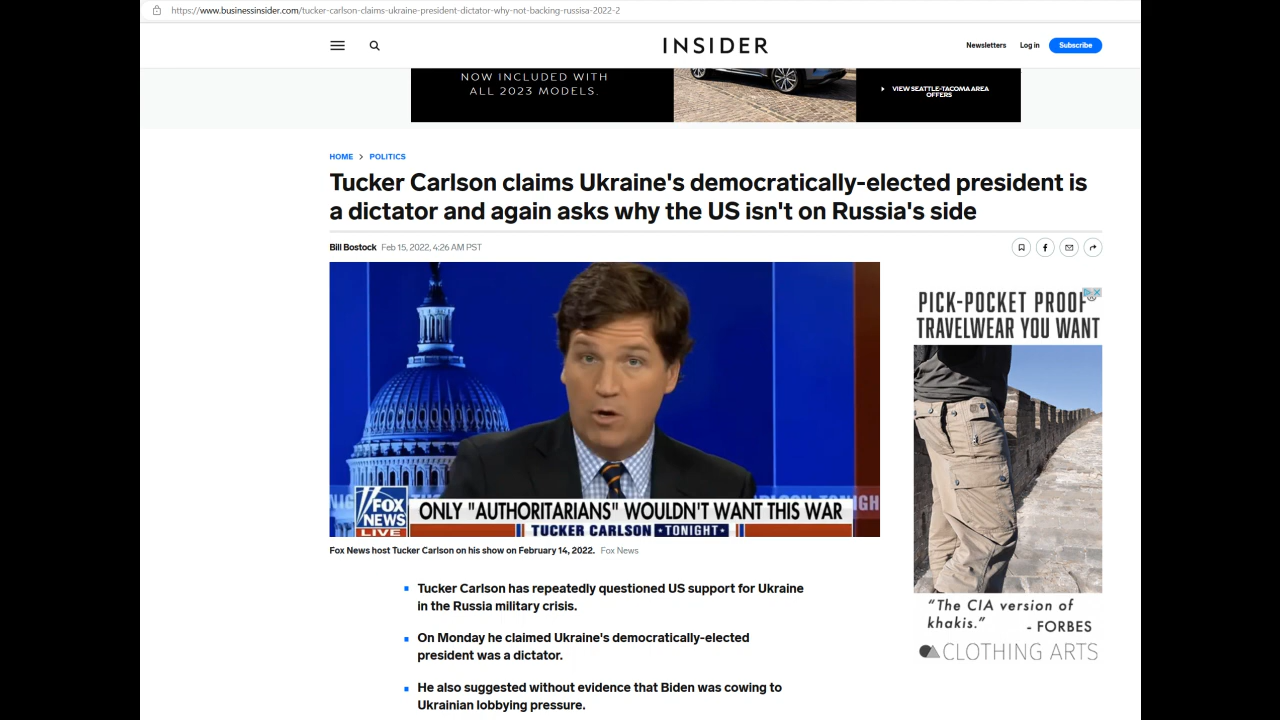 https://www.businessinsider.com/tucker-carlson-claims-ukraine-president-dictator-why-not-backing-russisa-2022-2
INSIDER
Newsletters Log in Subscribe
NOW INCLUDED WITH
ALL 2023 MODELS.
VIEW SEATTLE-TACOMA AREA
OFFERS
HOME > POLITICS
Tucker Carlson claims Ukraine's democratically-elected president is
a dictator and again asks why the US isn't on Russia's side
Bill Bostock Feb 15, 2022, 4:26 AM PST
FOX
NEWS
LIVE
ONLY "AUTHORITARIANS" WOULDN'T WANT THIS WAR
TUCKER CARLSON TONIGHT
Fox News host Tucker Carlson on his show on February 14, 2022. Fox News
Tucker Carlson has repeatedly questioned US support for Ukraine
in the Russia military crisis.
On Monday he claimed Ukraine's democratically-elected
president was a dictator.
He also suggested without evidence that Biden was cowing to
Ukrainian lobbying pressure.
PICK-POCKET PROOF
TRAVELWEAR YOU WANT
"The CIA version of
khakis."
- FORBES
CLOTHING ARTS